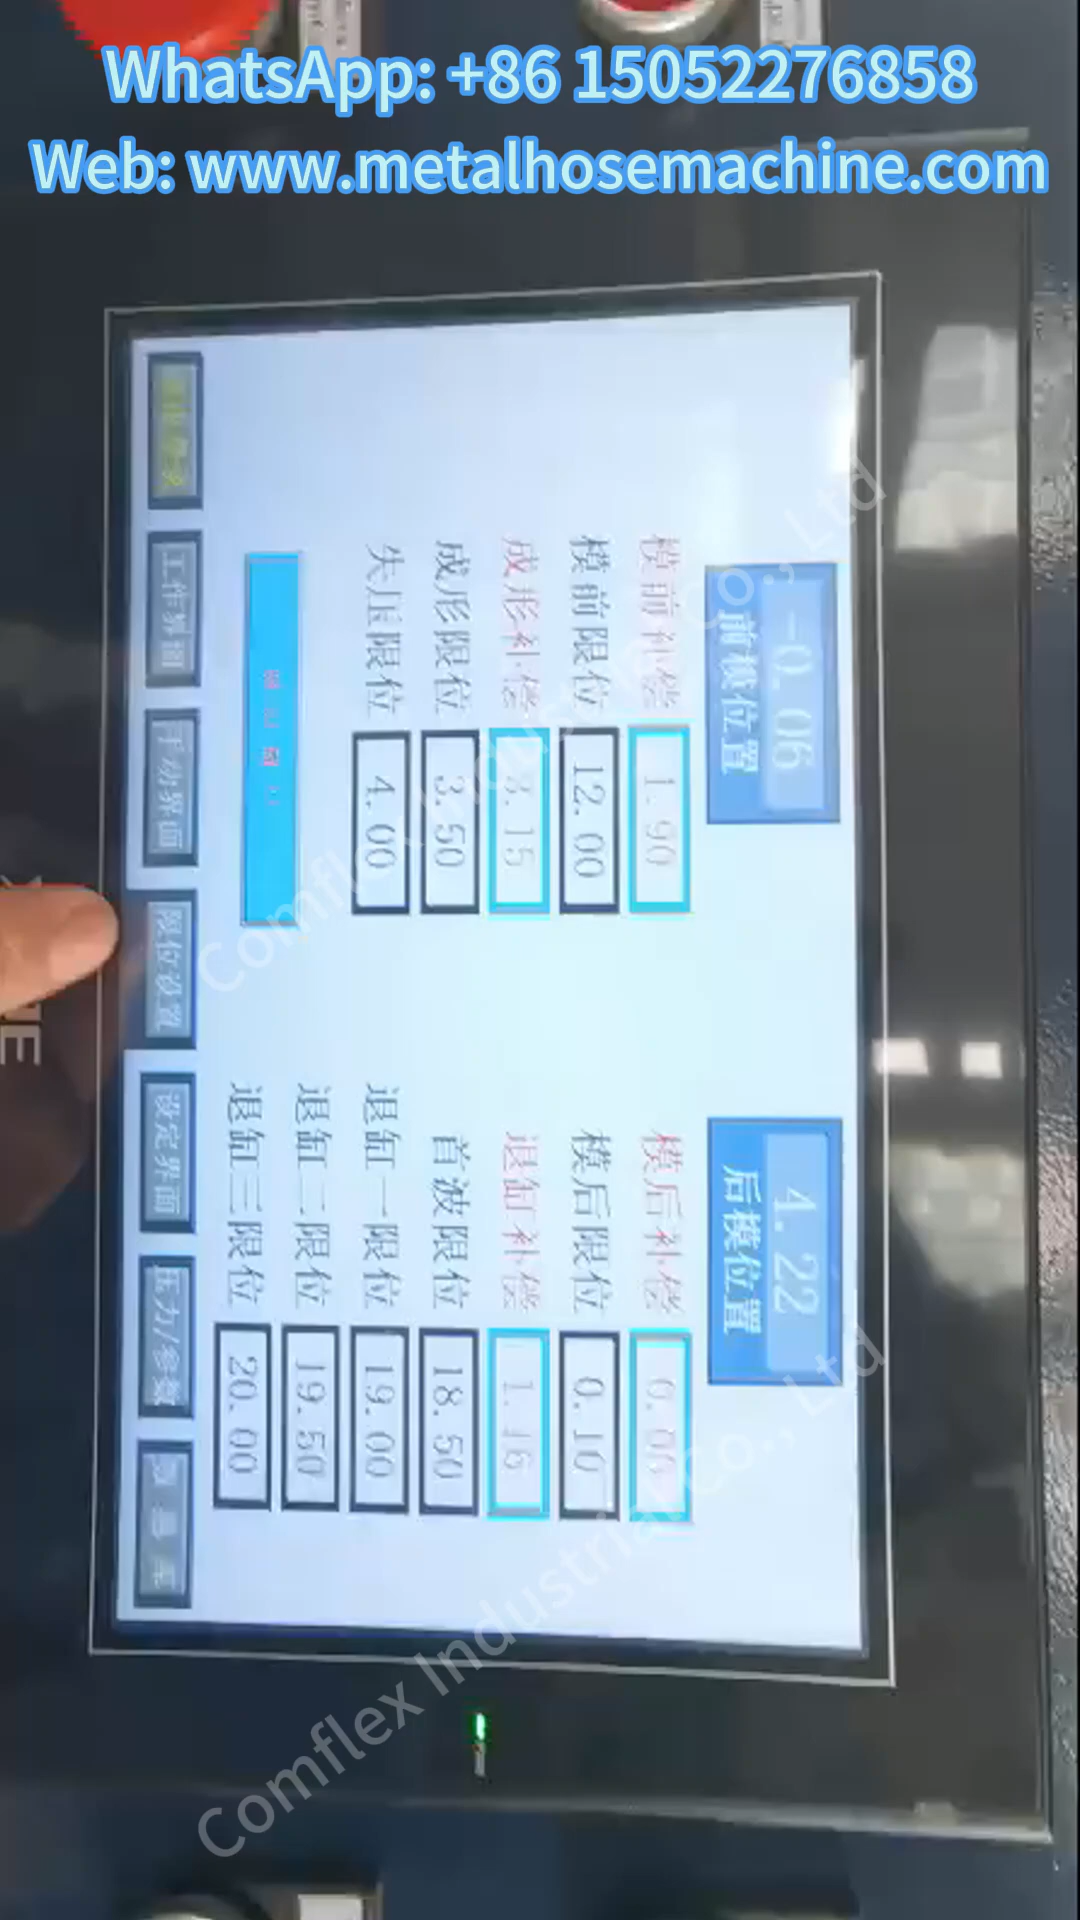 WhatsApp: +86 15052276858
Web: www.metalhosemachine.com
-0.06
前模位置
4.22
后模位置
模前补偿 1.90
模后补偿 0.00
模前限位 12.00
模后限位 0.10
成形补偿 3.15
退缸补偿 1.16
成形限位 3.50
首波限位 18.50
失压限位 4.00
退缸一限位 19.00
退缸二限位 19.50
退缸三限位 20.00
工作界面
手动界面
限位设置
设定界面
压力/参数
Comflex Industrial Co., Ltd
Comflex Industrial Co., Ltd